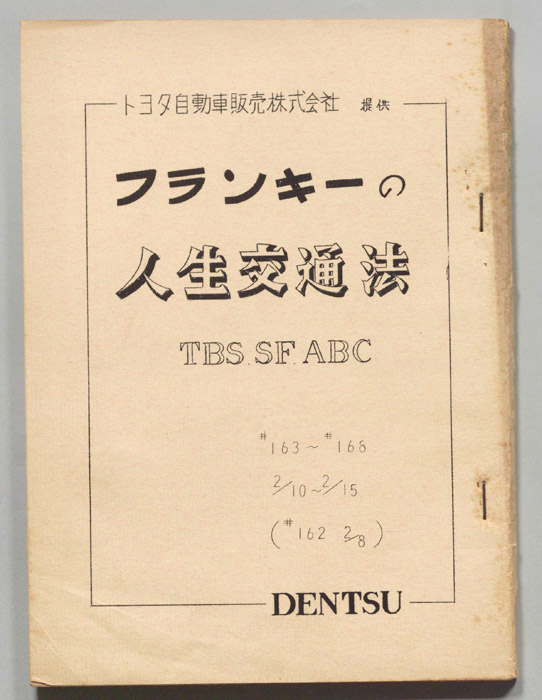 トヨタ自動車販売株式会社 提供
フランキーの
人生交通法
TBS.SF.ABC
#163~#168
2/10~2/15
(#162 2/8)
DENTSU